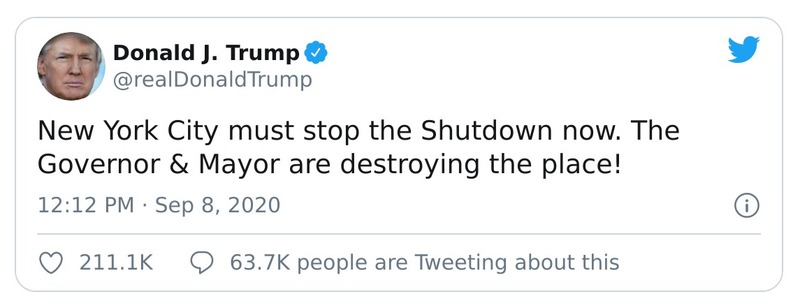 Donald J. Trump
@realDonaldTrump
New York City must stop the Shutdown now. The
Governor & Mayor are destroying the place!
12:12 PM · Sep 8, 2020
211.1K 63.7K people are Tweeting about this